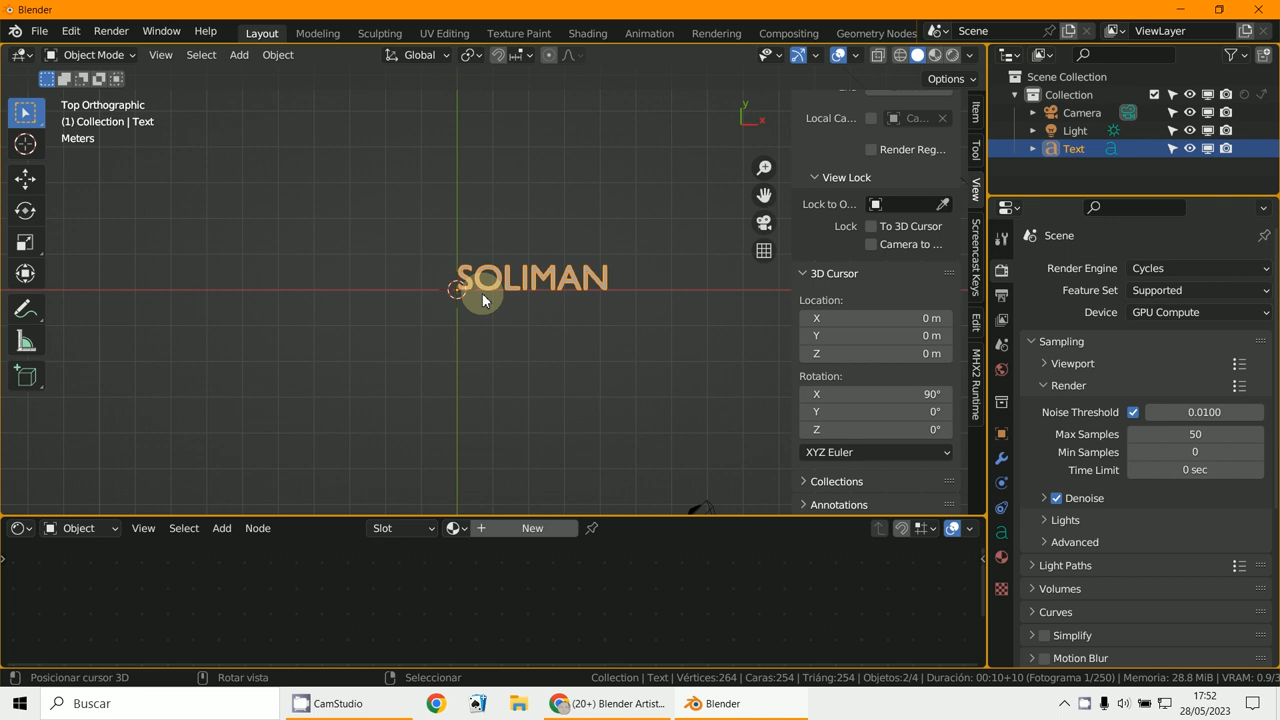 Blender
File Edit Render Window Help
Layout Modeling Sculpting UV Editing Texture Paint Shading Animation Rendering Compositing Geometry Nodes
Scene
ViewLayer
Object Mode View Select Add Object
Global
Options
Top Orthographic
(1) Collection | Text
Meters
y
x
SOLIMAN
Local Ca...
Ca...
Render Reg...
View Lock
Lock to O...
Lock To 3D Cursor
Camera to ...
3D Cursor
Location:
X 0 m
Y 0 m
Z 0 m
Rotation:
X 90°
Y 0°
Z 0°
XYZ Euler
Collections
Annotations
Item
Tool
View
Screencast Keys
Edit
MHX2 Runtime
Scene Collection
Collection
Camera
Light
Text
Scene
Render Engine Cycles
Feature Set Supported
Device GPU Compute
Sampling
Viewport
Render
Noise Threshold 0.0100
Max Samples 50
Min Samples 0
Time Limit 0 sec
Denoise
Lights
Advanced
Light Paths
Volumes
Curves
Simplify
Motion Blur
Object View Select Add Node
Slot
New
Posicionar cursor 3D
Rotar vista
Seleccionar
Collection | Text | Vértices:264 | Caras:254 | Triáng:254 | Objetos:2/4 | Duración: 00:10+10 (Fotograma 1/250) | Memoria: 28.8 MiB | VRAM: 0.9/3
Buscar
CamStudio
(20+) Blender Artist...
Blender
17:52
28/05/2023